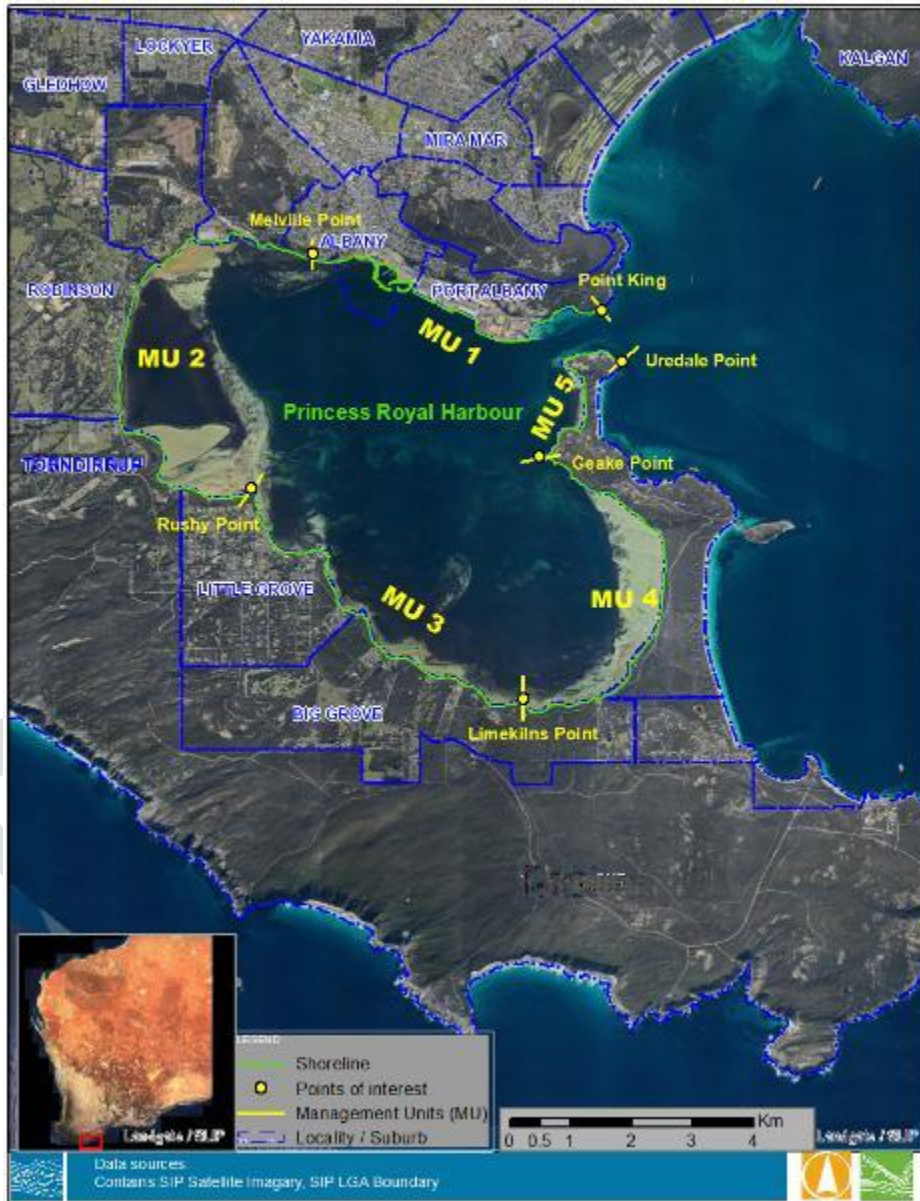 YAKAMIA
LOCKYER
KALGAN
GLEDHOW
MIRA MAR
Melville Point
ALBANY
Point King
ROBINSON
PORT ALBANY
MU 1
MU 2
Uredale Point
MU 5
Princess Royal Harbour
TORNDIRRUP
Geake Point
Rushy Point
LITTLE GROVE
MU 3
MU 4
BIG GROVE
Limekilns Point
LEGEND
Shoreline
Points of interest
Management Units (MU)
Locality / Suburb
Landgate / SLIP
Km
0 0.5 1 2 3 4
Landgate / SLIP
Data sources:
Contains SIP Satellite Imagary, SIP LGA Boundary